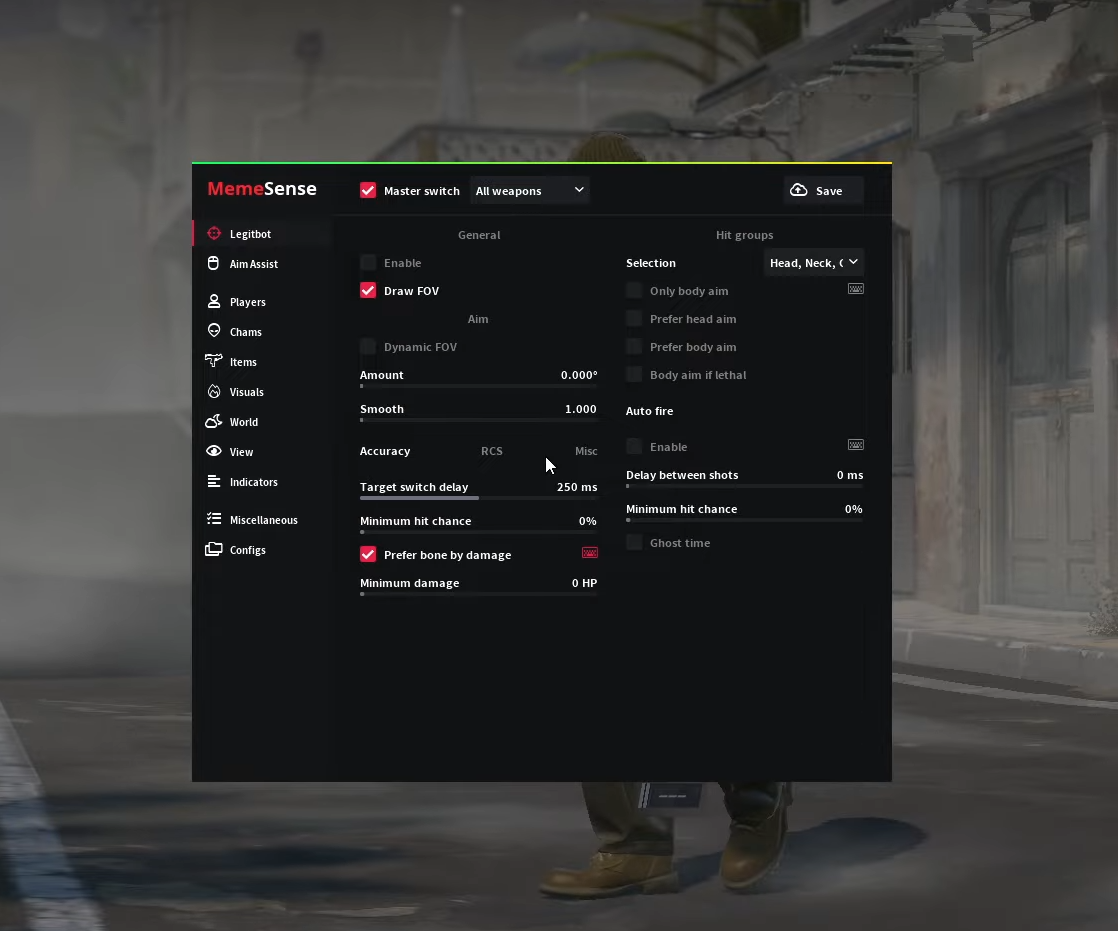 MemeSense
Master switch
All weapons
Save
Legitbot
Aim Assist
Players
Chams
Items
Visuals
World
View
Indicators
Miscellaneous
Configs
General
Enable
Draw FOV
Aim
Dynamic FOV
Amount 0.000°
Smooth 1.000
Accuracy RCS Misc
Target switch delay 250 ms
Minimum hit chance 0%
Prefer bone by damage
Minimum damage 0 HP
Hit groups
Selection Head, Neck, (
Only body aim
Prefer head aim
Prefer body aim
Body aim if lethal
Auto fire
Enable
Delay between shots 0 ms
Minimum hit chance 0%
Ghost time